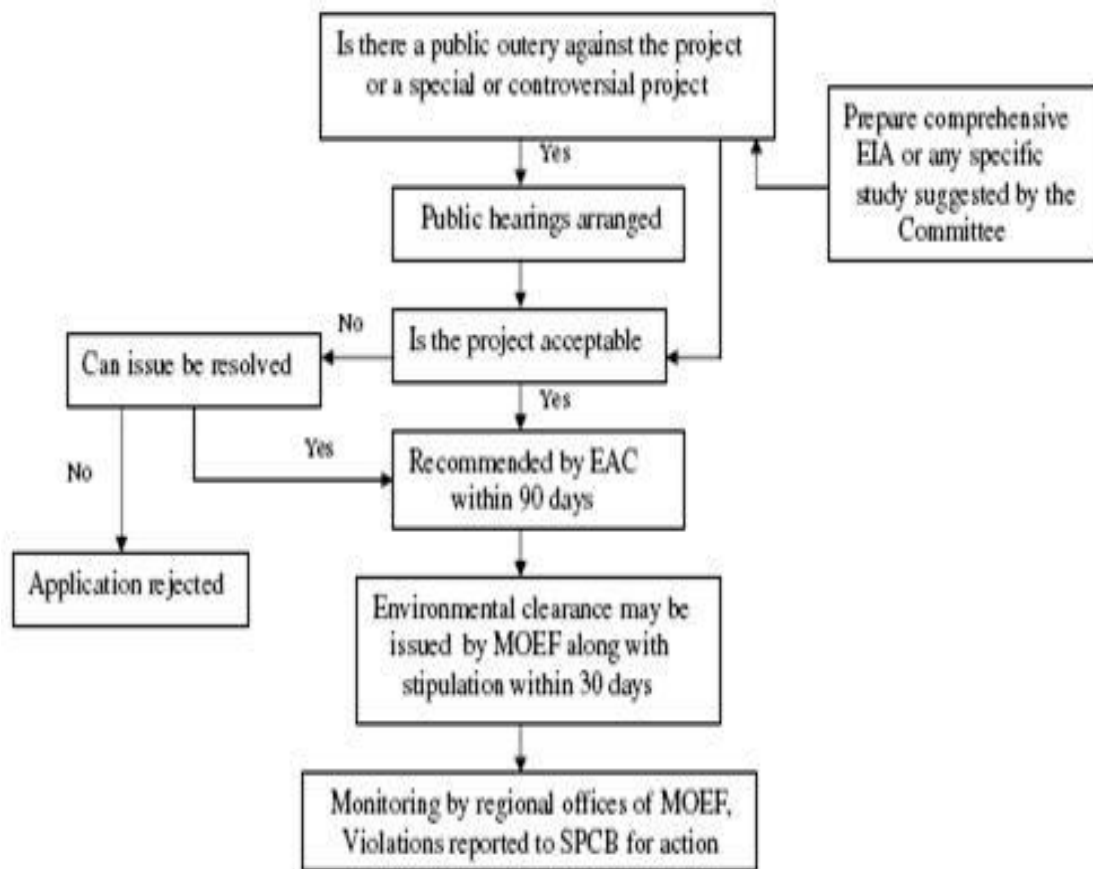 Is there a public outery against the project
or a special or controversial project
Prepare comprehensive
EIA or any specific
study suggested by the
Committee
Yes
Public hearings arranged
No
Is the project acceptable
Can issue be resolved
Yes
Yes
Recommended by EAC
within 90 days
No
Application rejected
Environmental clearance may be
issued by MOEF along with
stipulation within 30 days
Monitoring by regional offices of MOEF,
Violations reported to SPCB for action